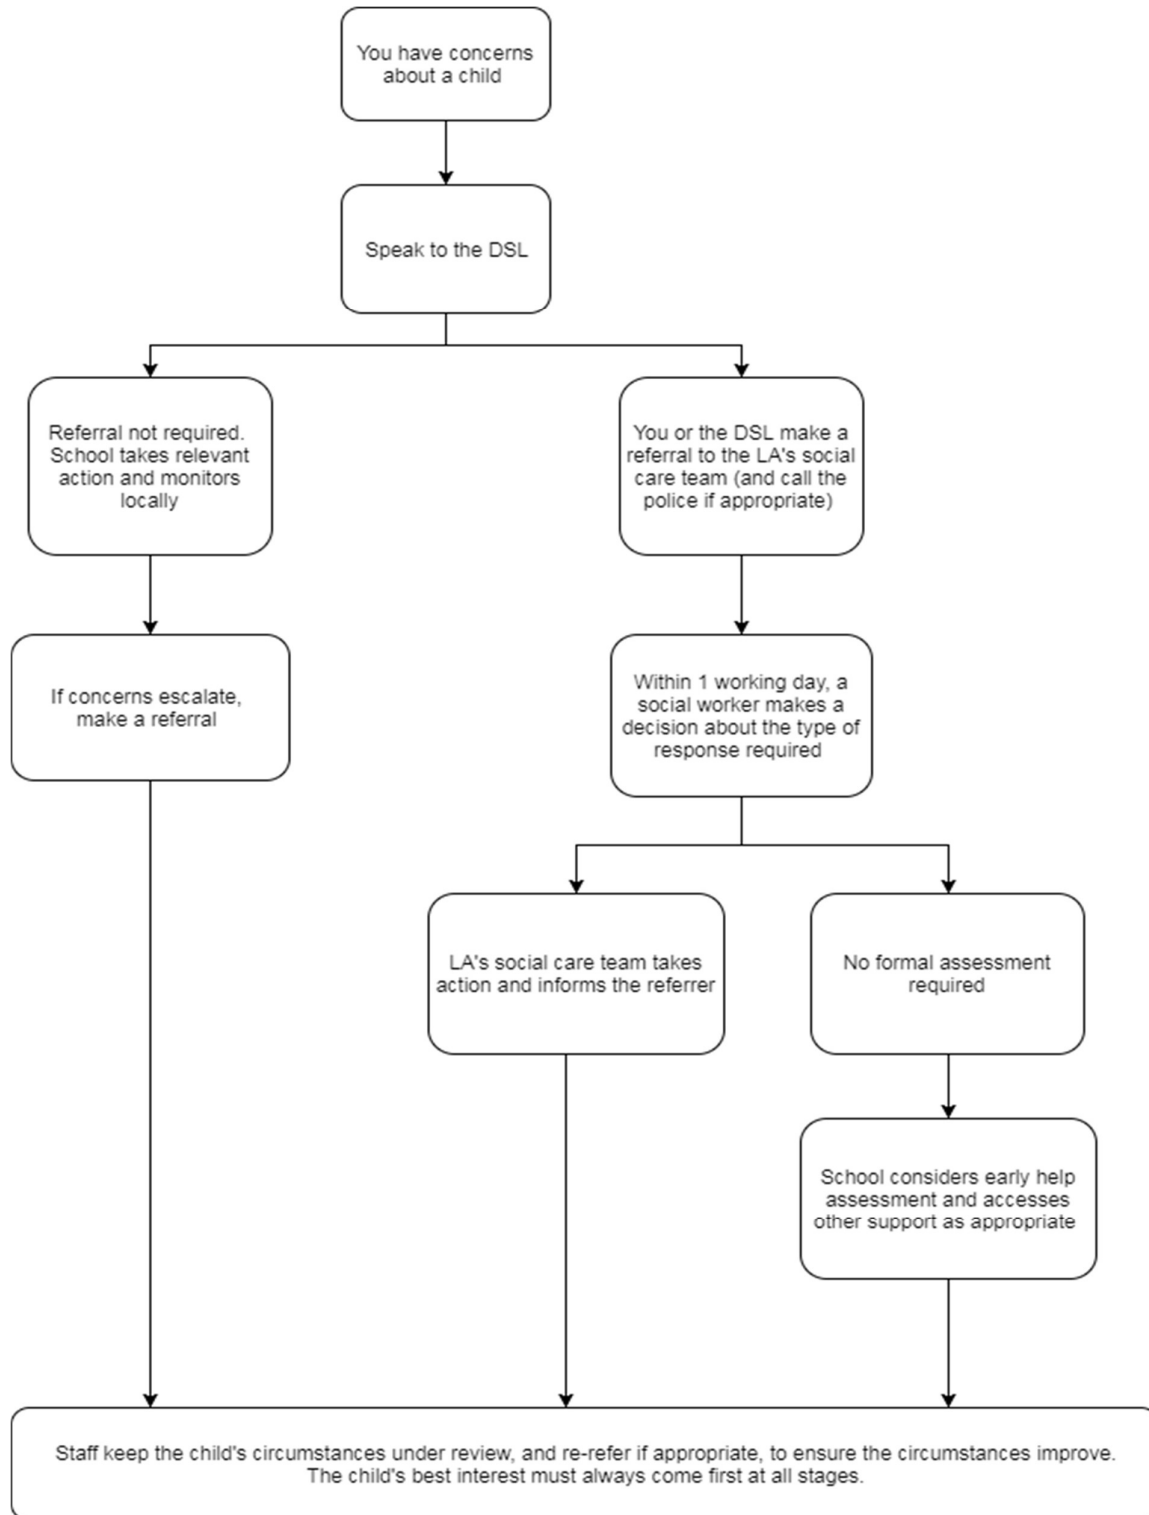 You have concerns
about a child
Speak to the DSL
Referral not required.
School takes relevant
action and monitors
locally
You or the DSL make a
referral to the LA's social
care team (and call the
police if appropriate)
If concerns escalate,
make a referral
Within 1 working day, a
social worker makes a
decision about the type of
response required
LA's social care team takes
action and informs the referrer
No formal assessment
required
School considers early help
assessment and accesses
other support as appropriate
Staff keep the child's circumstances under review, and re-refer if appropriate, to ensure the circumstances improve.
The child's best interest must always come first at all stages.